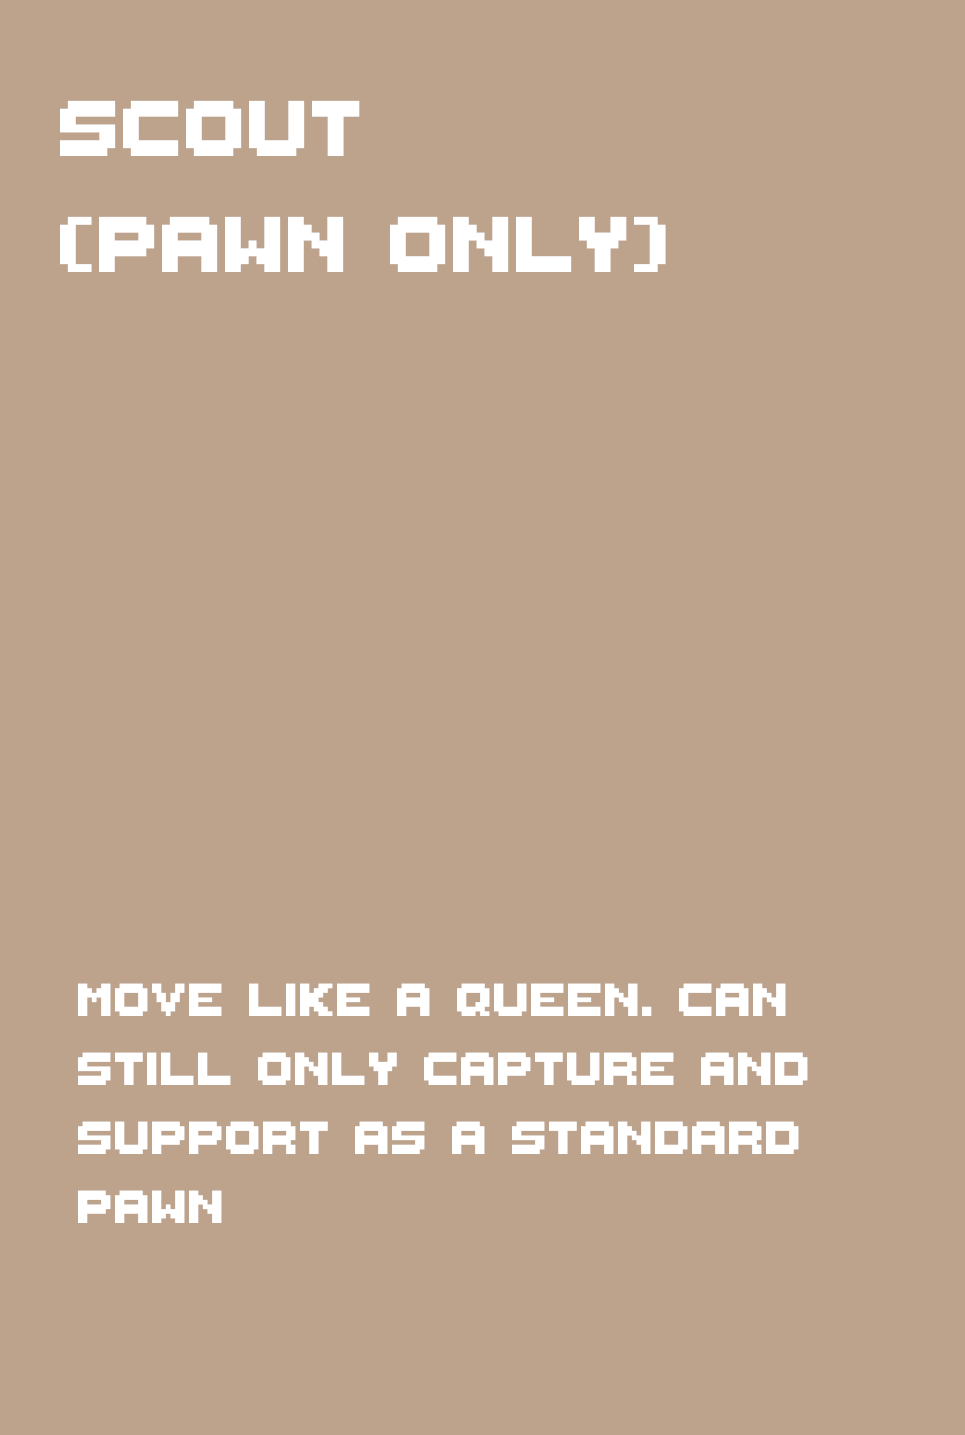 SCOUT
(PAWN ONLY)
MOVE LIKE A QUEEN. CAN
STILL ONLY CAPTURE AND
SUPPORT AS A STANDARD
PAWN